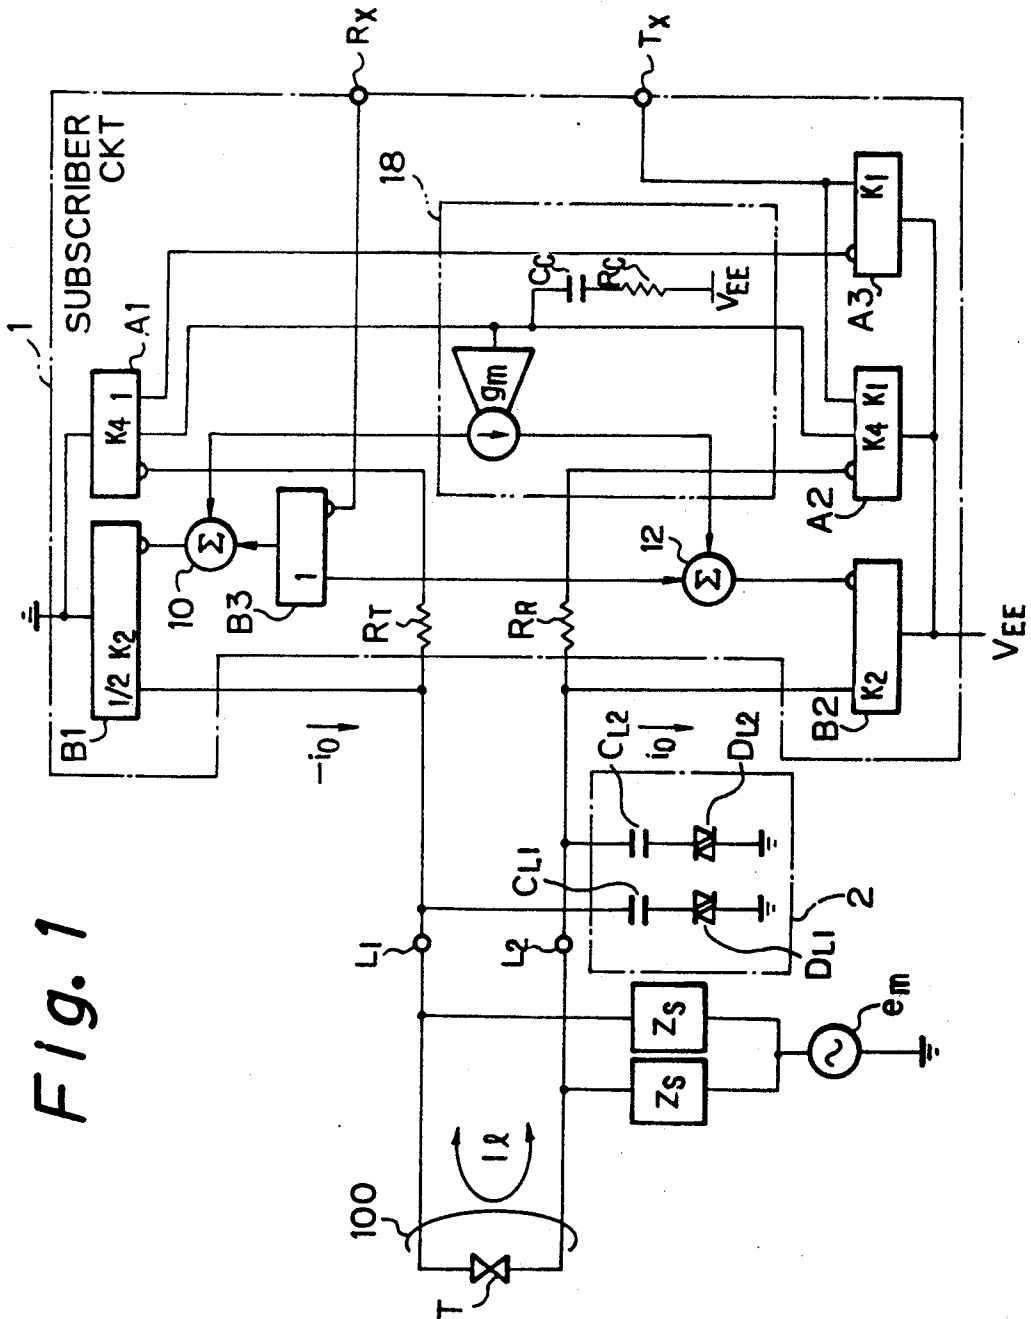 Fig. 1
1
SUBSCRIBER
CKT
Rx
Tx
B1
1/2 K2
K4 1
A1
10
Σ
B3
1
18
gm
CC
RC
VEE
RT
RR
12
Σ
-i0
i0
L1
L2
CL1
CL2
DL1
DL2
2
100
Iℓ
T
ZS
ZS
em
B2
K2
A2
K4 K1
A3
K1
VEE